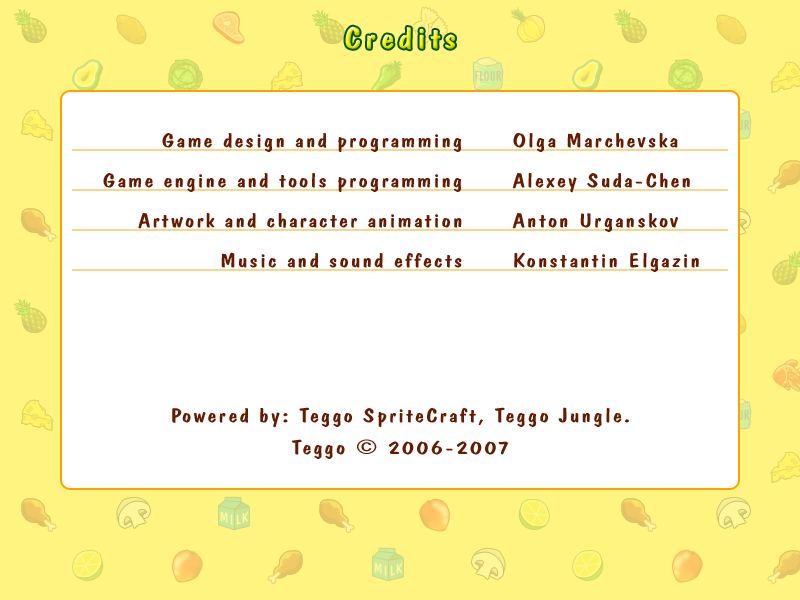 Credits
Game design and programming Olga Marchevska
Game engine and tools programming Alexey Suda-Chen
Artwork and character animation Anton Urganskov
Music and sound effects Konstantin Elgazin
Powered by: Teggo SpriteCraft, Teggo Jungle.
Teggo © 2006-2007
FLOUR
MILK
MILK